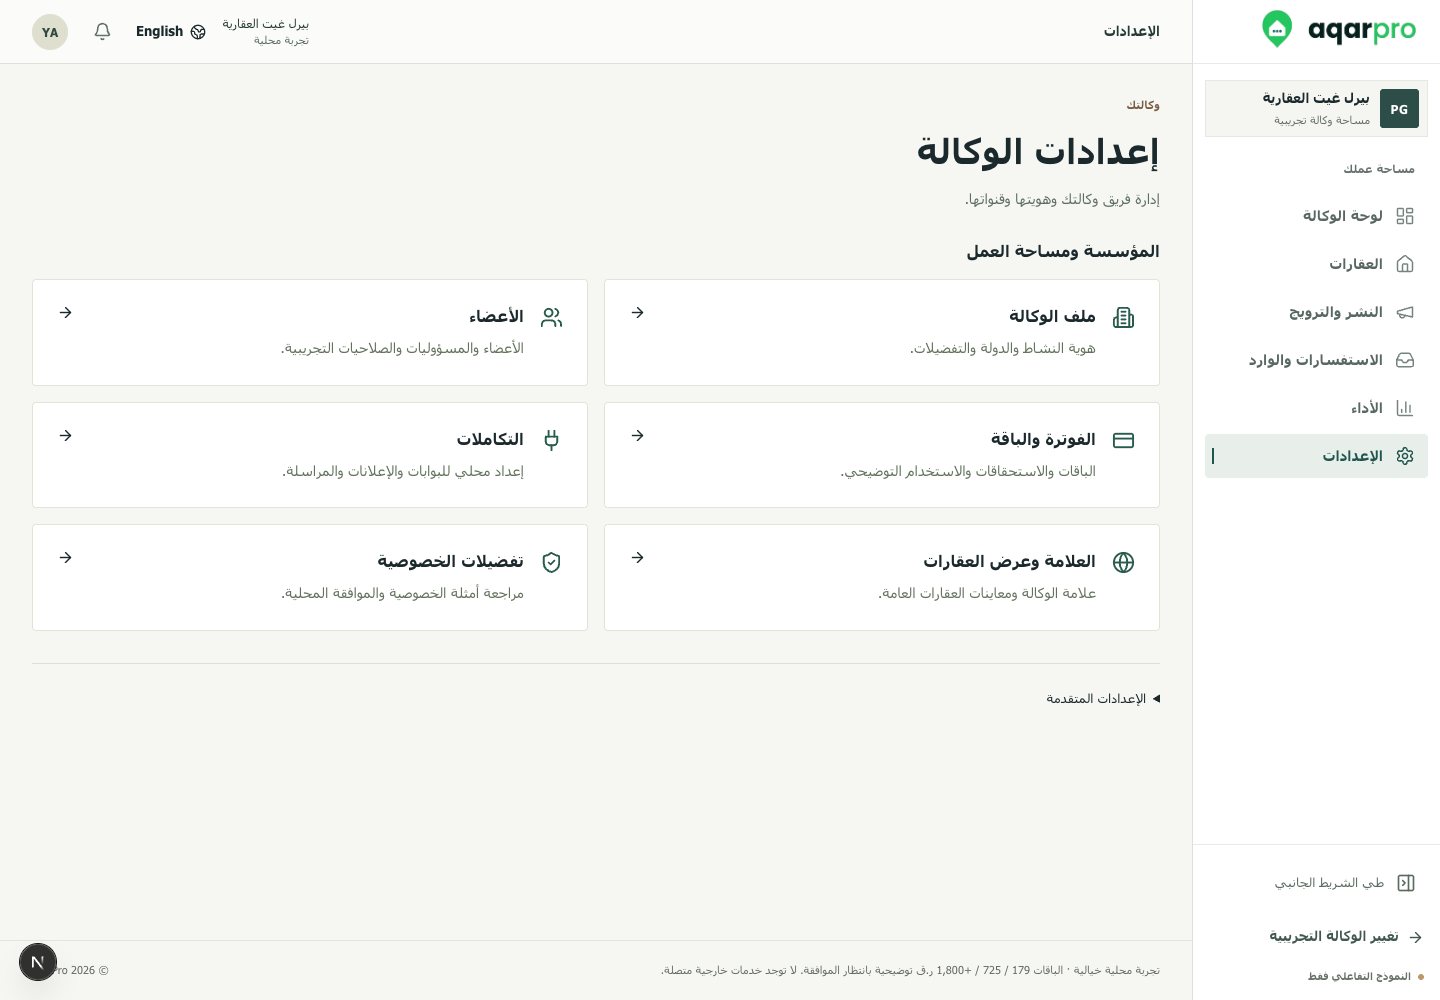 aqarpro
PG
بيرل غيت العقارية
مساحة وكالة تجريبية
مساحة عملك
لوحة الوكالة
العقارات
النشر والترويج
الاستفسارات والوارد
الأداء
الإعدادات
طي الشريط الجانبي
تغيير الوكالة التجريبية
النموذج التفاعلي فقط
الإعدادات
بيرل غيت العقارية
تجربة محلية
English
YA
وكالتك
إعدادات الوكالة
إدارة فريق وكالتك وهويتها وقنواتها.
المؤسسة ومساحة العمل
ملف الوكالة
هوية النشاط والدولة والتفضيلات.
الأعضاء
الأعضاء والمسؤوليات والصلاحيات التجريبية.
الفوترة والباقة
الباقات والاستحقاقات والاستخدام التوضيحي.
التكاملات
إعداد محلي للبوابات والإعلانات والمراسلة.
العلامة وعرض العقارات
علامة الوكالة ومعاينات العقارات العامة.
تفضيلات الخصوصية
مراجعة أمثلة الخصوصية والموافقة المحلية.
الإعدادات المتقدمة
تجربة محلية خيالية · الباقات 179 / 725 / +1,800 ر.ق توضيحية بانتظار الموافقة. لا توجد خدمات خارجية متصلة.
© 2026
N